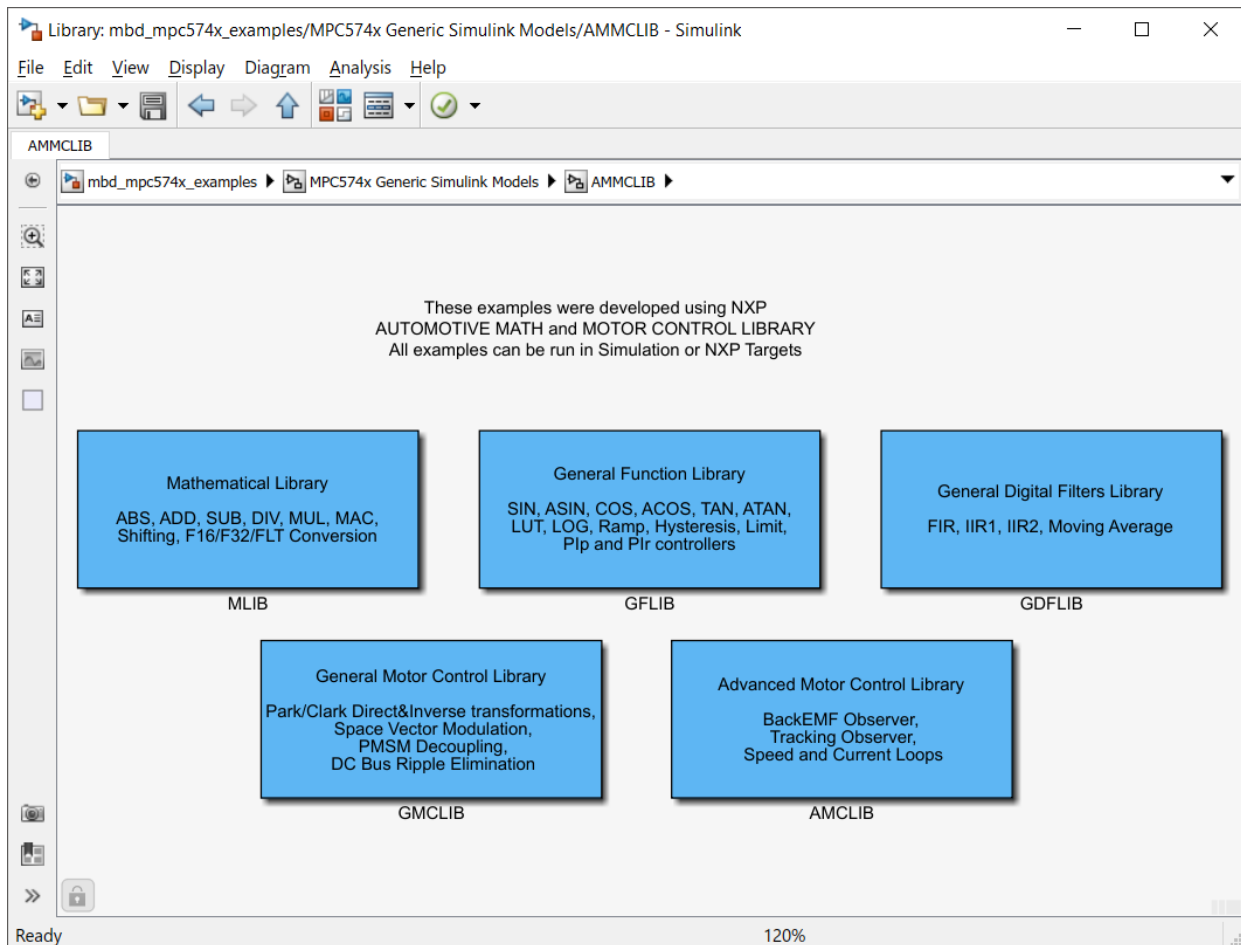 Library: mbd_mpc574x_examples/MPC574x Generic Simulink Models/AMMCLIB - Simulink
File Edit View Display Diagram Analysis Help
AMMCLIB
mbd_mpc574x_examples MPC574x Generic Simulink Models AMMCLIB
These examples were developed using NXP
AUTOMOTIVE MATH and MOTOR CONTROL LIBRARY
All examples can be run in Simulation or NXP Targets
Mathematical Library
ABS, ADD, SUB, DIV, MUL, MAC,
Shifting, F16/F32/FLT Conversion
MLIB
General Function Library
SIN, ASIN, COS, ACOS, TAN, ATAN,
LUT, LOG, Ramp, Hysteresis, Limit,
PIp and PIr controllers
GFLIB
General Digital Filters Library
FIR, IIR1, IIR2, Moving Average
GDFLIB
General Motor Control Library
Park/Clark Direct&Inverse transformations,
Space Vector Modulation,
PMSM Decoupling,
DC Bus Ripple Elimination
GMCLIB
Advanced Motor Control Library
BackEMF Observer,
Tracking Observer,
Speed and Current Loops
AMCLIB
Ready 120%